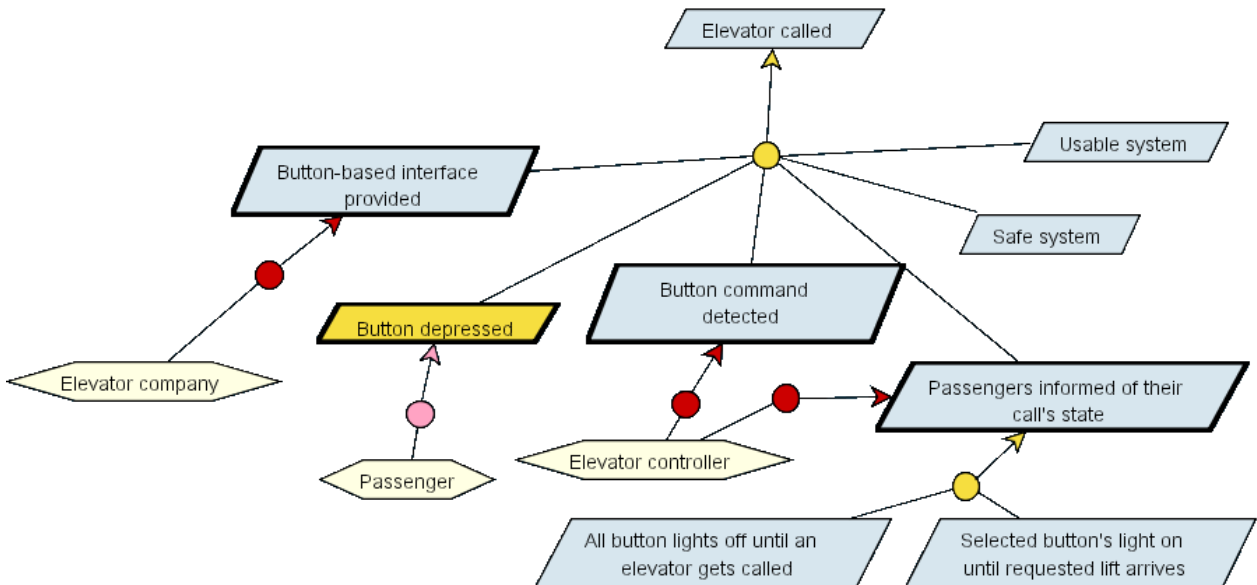 Elevator called
Usable system
Button-based interface
provided
Safe system
Button command
detected
Button depressed
Elevator company
Passengers informed of their
call's state
Elevator controller
Passenger
All button lights off until an
elevator gets called
Selected button's light on
until requested lift arrives